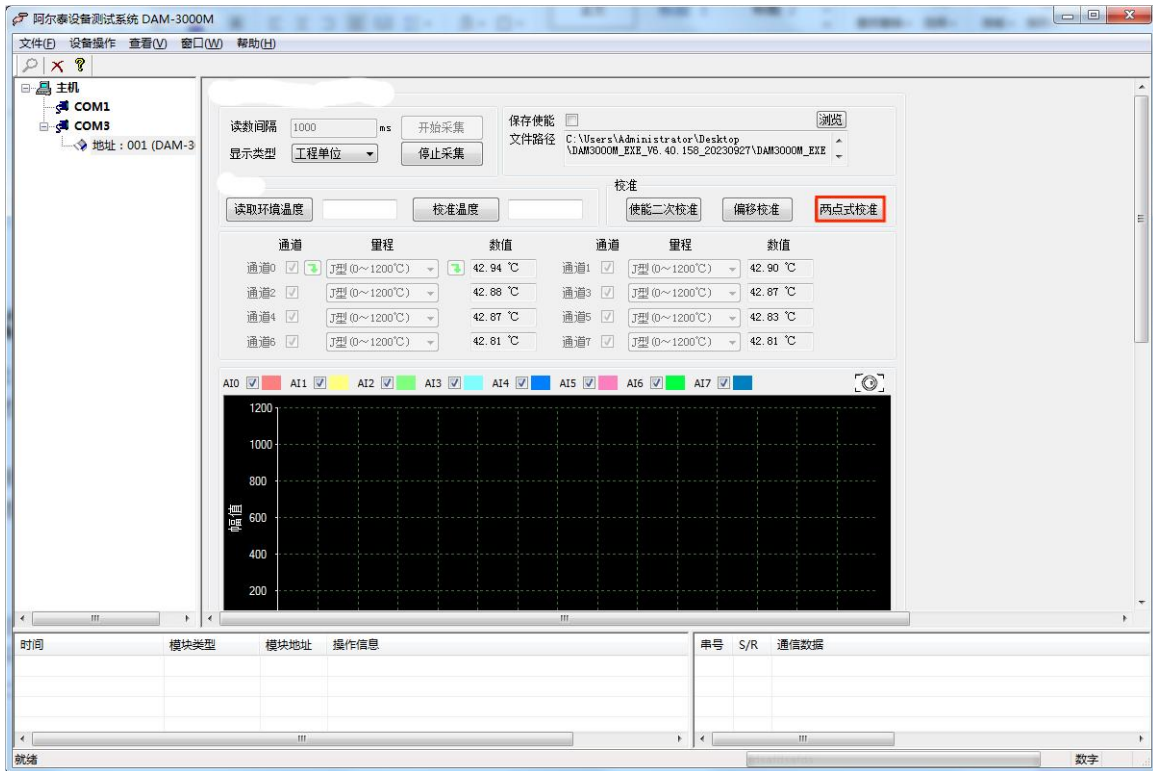 阿尔泰设备测试系统 DAM-3000M
文件(F) 设备操作 查看(V) 窗口(W) 帮助(H)
主机
COM1
COM3
地址：001 (DAM-3
读数间隔 1000 ms 开始采集
显示类型 工程单位 停止采集
保存使能 浏览
文件路径 C:\Users\Administrator\Desktop
\DAM3000M_EXE_V6.40.158_20230927\DAM3000M_EXE
读取环境温度 校准温度
校准
使能二次校准 偏移校准 两点式校准
通道 量程 数值 通道 量程 数值
通道0 J型(0～1200℃) 42.94 ℃ 通道1 J型(0～1200℃) 42.90 ℃
通道2 J型(0～1200℃) 42.88 ℃ 通道3 J型(0～1200℃) 42.87 ℃
通道4 J型(0～1200℃) 42.87 ℃ 通道5 J型(0～1200℃) 42.83 ℃
通道6 J型(0～1200℃) 42.81 ℃ 通道7 J型(0～1200℃) 42.81 ℃
AI0 AI1 AI2 AI3 AI4 AI5 AI6 AI7
1200
1000
800
600
400
200
幅值
时间 模块类型 模块地址 操作信息
串号 S/R 通信数据
就绪 数字